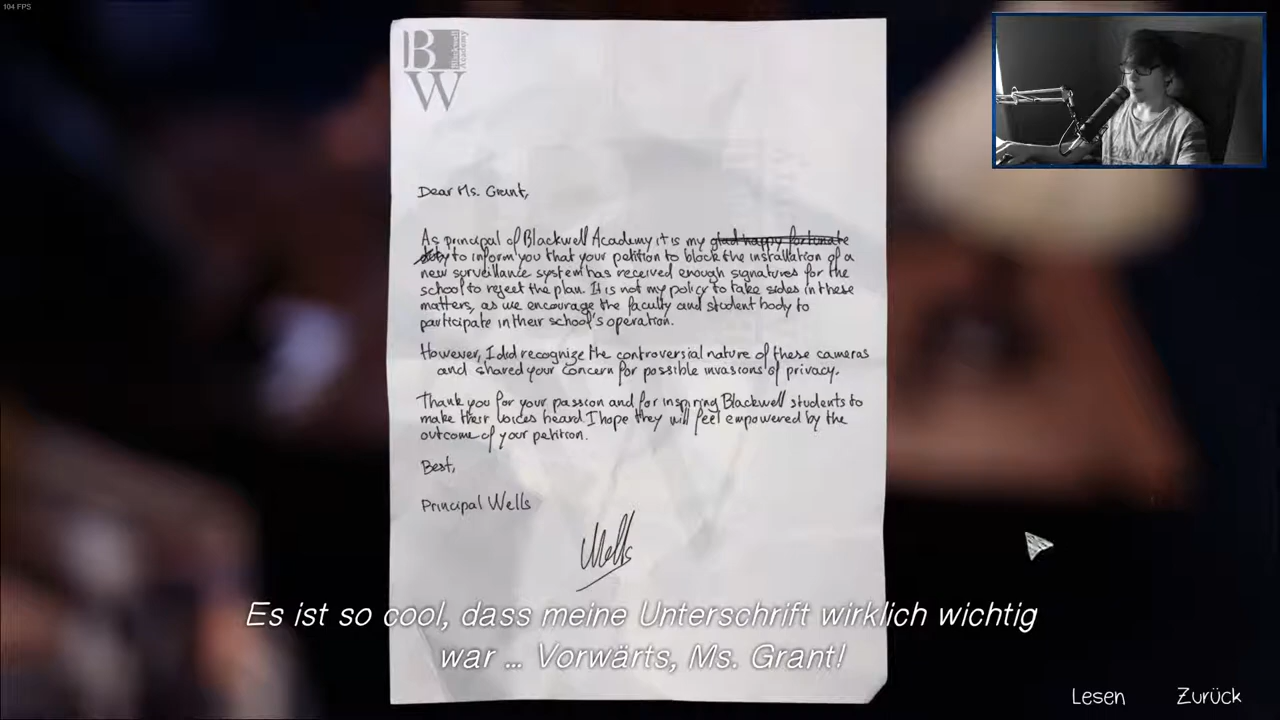 104 FPS
B Blackwell Academy
W
Dear Ms. Grant,
As principal of Blackwell Academy it is my glad happy fortunate
duty to inform you that your petition to block the installation of a
new surveillance system has received enough signatures for the
school to reject the plan. It is not my policy to take sides in these
matters, as we encourage the faculty and student body to
participate in their school's operation.
However, I did recognize the controversial nature of these cameras
and shared your concern for possible invasions of privacy.
Thank you for your passion and for inspiring Blackwell students to
make their voices heard I hope they will feel empowered by the
outcome of your petition.
Best,
Principal Wells
Wells
Es ist so cool, dass meine Unterschrift wirklich wichtig
war ... Vorwärts, Ms. Grant!
Lesen Zurück